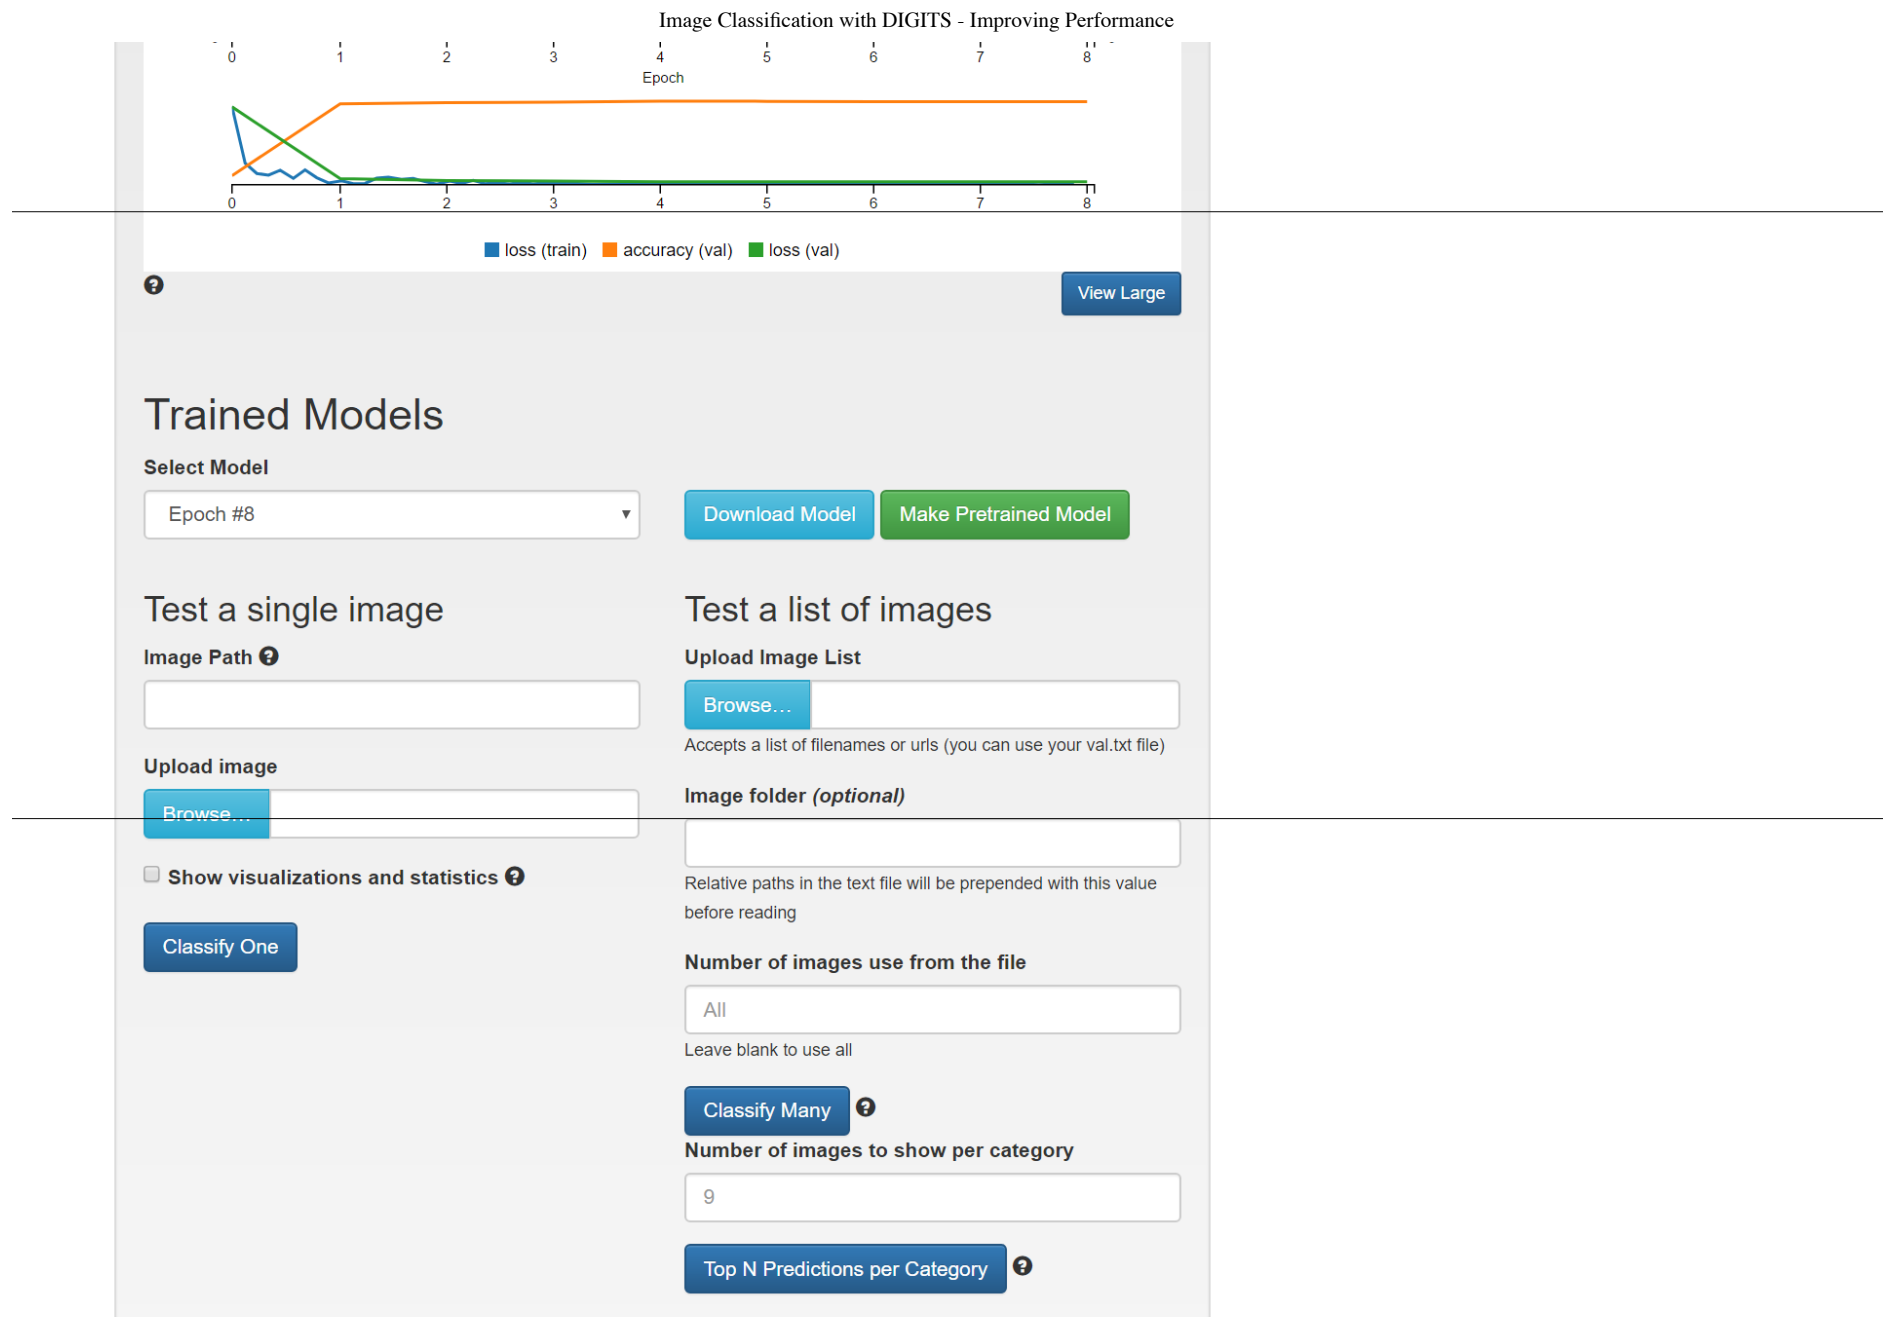 Image Classification with DIGITS - Improving Performance
0 1 2 3 4 5 6 7 8
Epoch
0 1 2 3 4 5 6 7 8
loss (train) accuracy (val) loss (val)
View Large
Trained Models
Select Model
Epoch #8
Download Model Make Pretrained Model
Test a single image
Image Path
Upload image
Browse...
Show visualizations and statistics
Classify One
Test a list of images
Upload Image List
Browse...
Accepts a list of filenames or urls (you can use your val.txt file)
Image folder (optional)
Relative paths in the text file will be prepended with this value
before reading
Number of images use from the file
All
Leave blank to use all
Classify Many
Number of images to show per category
9
Top N Predictions per Category